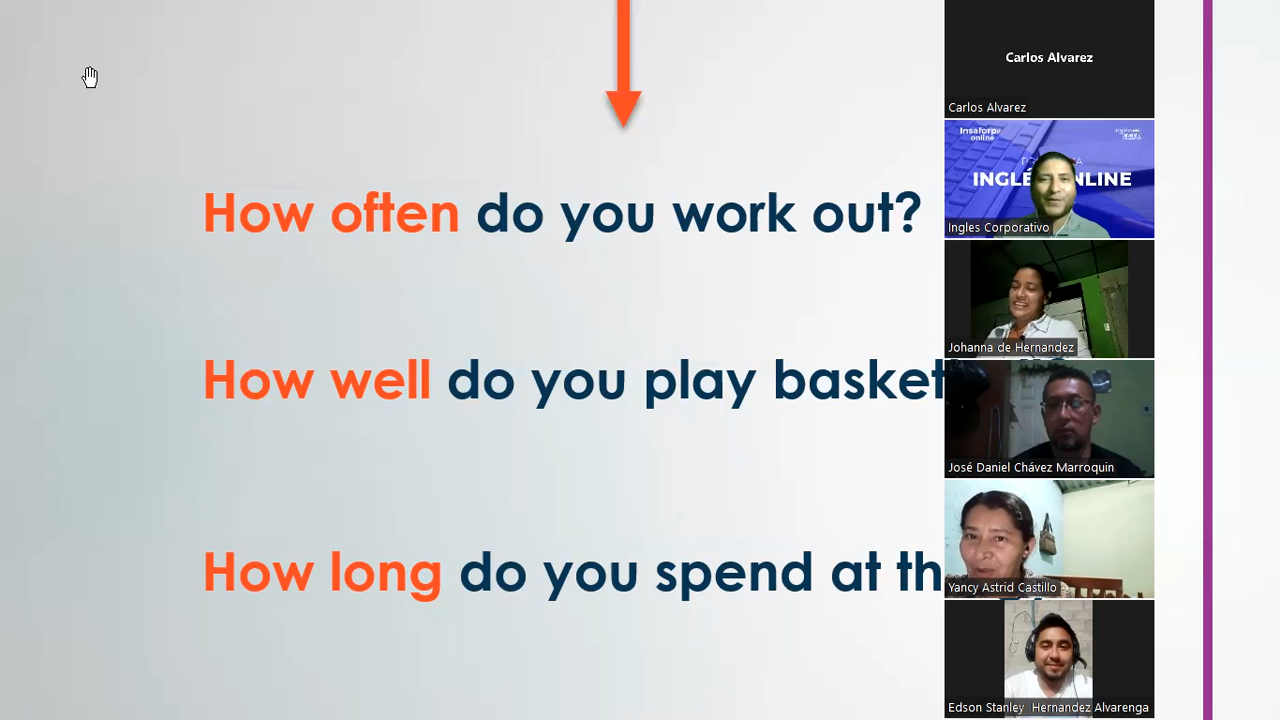 How often do you work out?
How well do you play basket
How long do you spend at th
Carlos Alvarez
Carlos Alvarez
Insaforp
online
INGLÉ NLINE
Ingles Corporativo
Johanna de Hernandez
José Daniel Chávez Marroquin
Yancy Astrid Castillo
Edson Stanley Hernandez Alvarenga